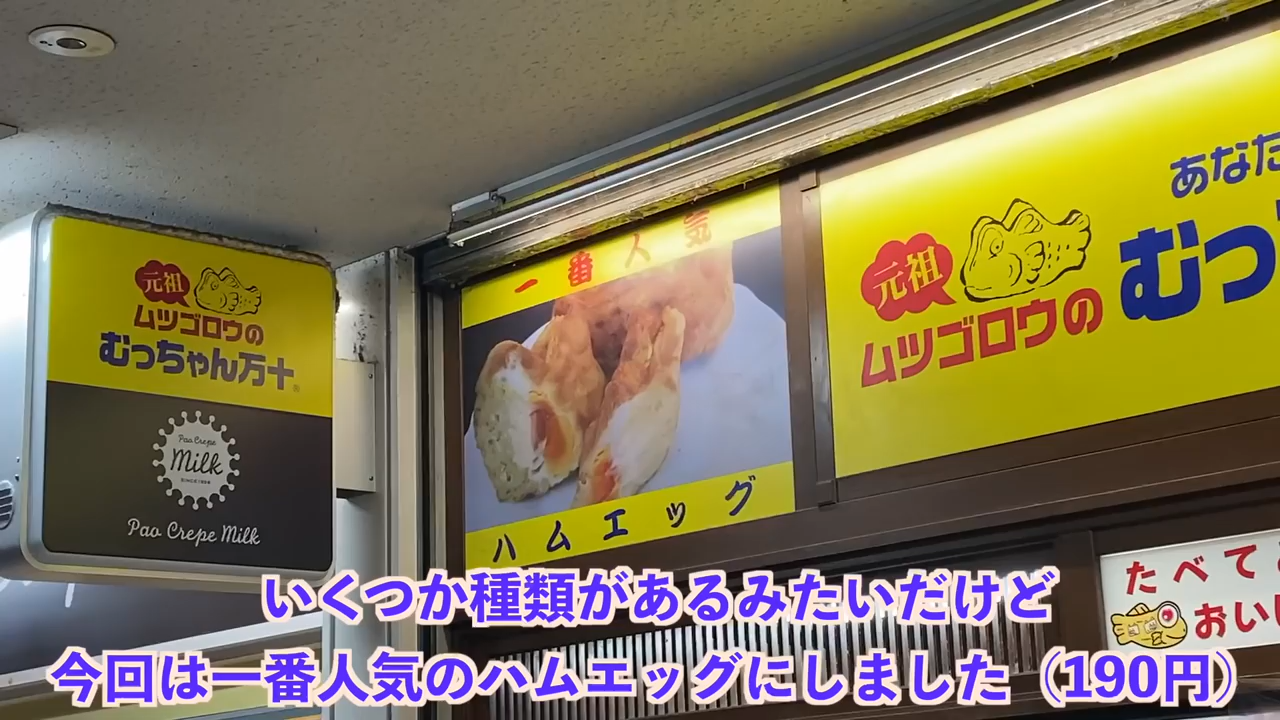 元祖
ムツゴロウの
むっちゃん万十
Pao Crepe
Milk
SINCE 1996
Pao Crepe Milk
一番人気
ハムエッグ
あなた
元祖
ムツゴロウの
むっ
たべて
おい
いくつか種類があるみたいだけど
今回は一番人気のハムエッグにしました（190円）